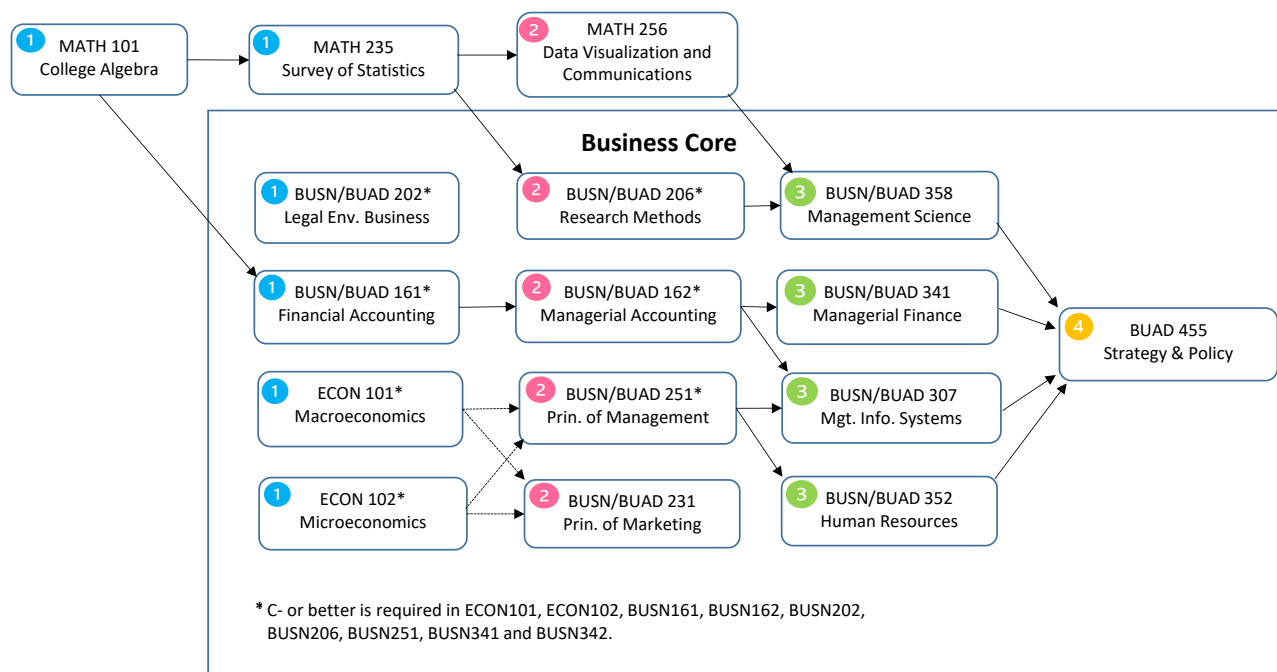 1
MATH 101
College Algebra
1
MATH 235
Survey of Statistics
2
MATH 256
Data Visualization and
Communications
Business Core
1
BUSN/BUAD 202*
Legal Env. Business
2
BUSN/BUAD 206*
Research Methods
3
BUSN/BUAD 358
Management Science
1
BUSN/BUAD 161*
Financial Accounting
2
BUSN/BUAD 162*
Managerial Accounting
3
BUSN/BUAD 341
Managerial Finance
4
BUAD 455
Strategy & Policy
1
ECON 101*
Macroeconomics
2
BUSN/BUAD 251*
Prin. of Management
3
BUSN/BUAD 307
Mgt. Info. Systems
1
ECON 102*
Microeconomics
2
BUSN/BUAD 231
Prin. of Marketing
3
BUSN/BUAD 352
Human Resources
* C- or better is required in ECON101, ECON102, BUSN161, BUSN162, BUSN202,
BUSN206, BUSN251, BUSN341 and BUSN342.